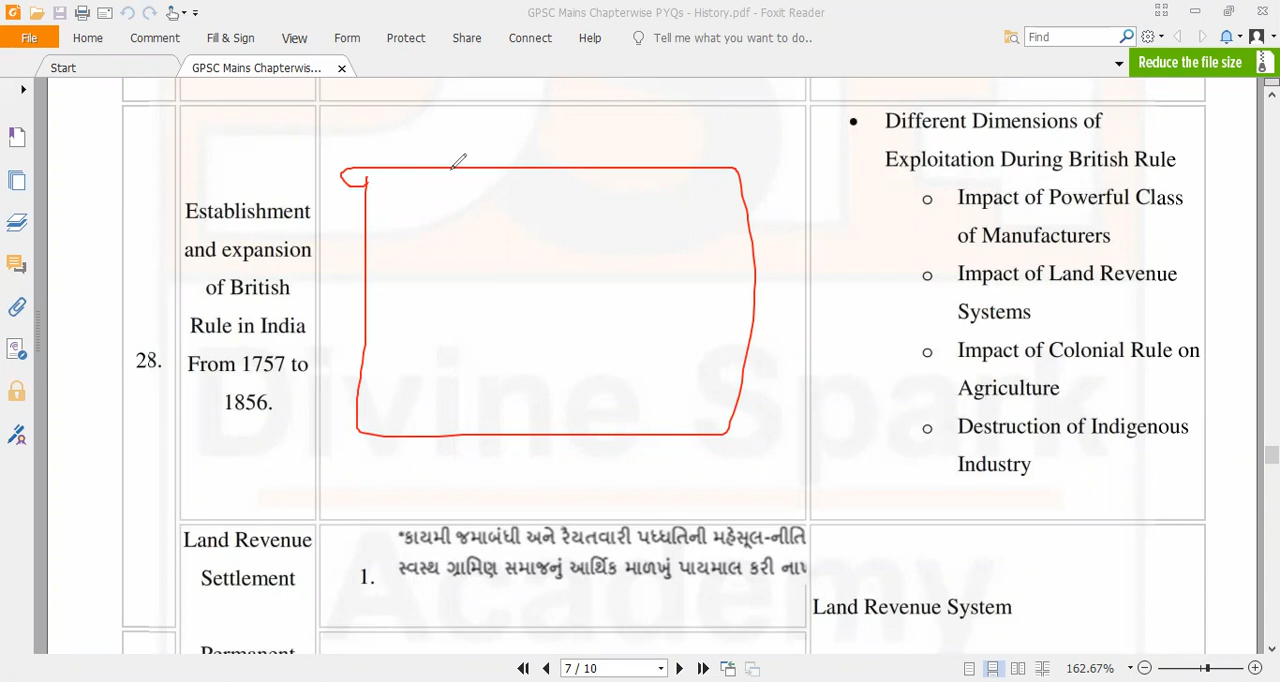 GPSC Mains Chapterwise PYQs - History.pdf - Foxit Reader
File Home Comment Fill & Sign View Form Protect Share Connect Help Tell me what you want to do.. Find
Start GPSC Mains Chapterwis... Reduce the file size
28.
Establishment
and expansion
of British
Rule in India
From 1757 to
1856.
Different Dimensions of
Exploitation During British Rule
Impact of Powerful Class
of Manufacturers
Impact of Land Revenue
Systems
Impact of Colonial Rule on
Agriculture
Destruction of Indigenous
Industry
Land Revenue
Settlement
1.
"કાયમી જમાબંધી અને રૈયતવારી પધ્ધતિની મહેસૂલ-નીતિ
સ્વસ્થ ગ્રામિણ સમાજનું આર્થિક માળખું પાયમાલ કરી
Land Revenue System
Permanent
Divine Spark
Academy
7 / 10
162.67%